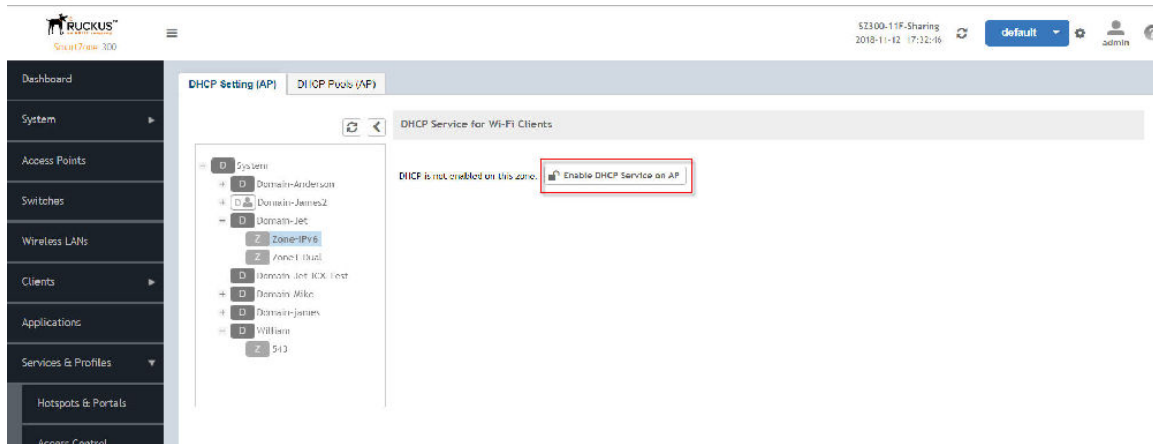 RUCKUS™
SmartZone 300
SZ300-11F-Sharing
2018-11-12 17:32:46
default
admin
Dashboard
System
Access Points
Switches
Wireless LANs
Clients
Applications
Services & Profiles
Hotspots & Portals
Access Control
DHCP Setting (AP)
DHCP Pools (AP)
DHCP Service for Wi-Fi Clients
DHCP is not enabled on this zone.
Enable DHCP Service on AP
D System
D Domain-Anderson
D Domain-James2
D Domain-Jet
Z Zone-IPv6
Z Zone1-Dual
D Domain-Jet-ICX-Test
D Domain-Mike
D Domain-james
D William
Z 543